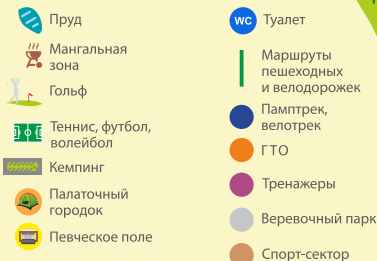 Пруд
Мангальная
зона
Гольф
Теннис, футбол,
волейбол
Кемпинг
Палаточный
городок
Певческое поле
WC Туалет
Маршруты
пешеходных
и велодорожек
Памптрек,
велотрек
ГТО
Тренажеры
Веревочный парк
Спорт-сектор